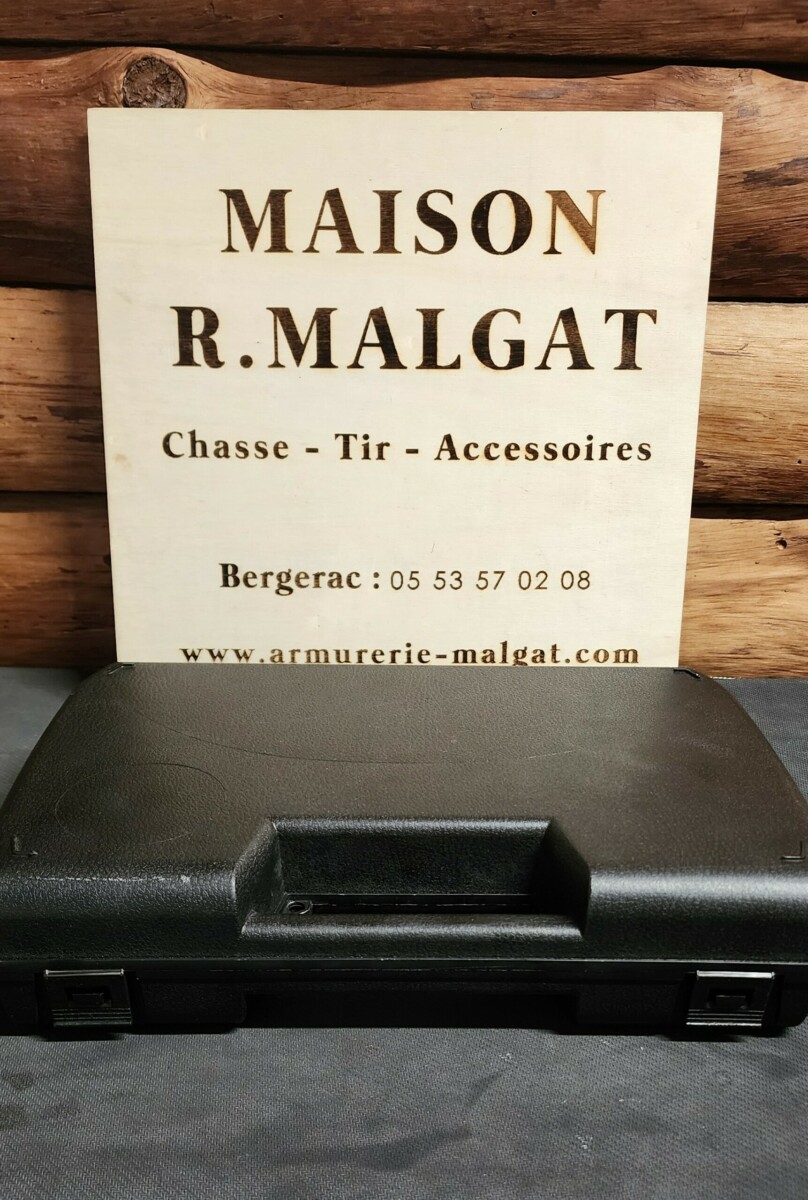 MAISON
R.MALGAT
Chasse - Tir - Accessoires
Bergerac : 05 53 57 02 08
www.armurerie-malgat.com